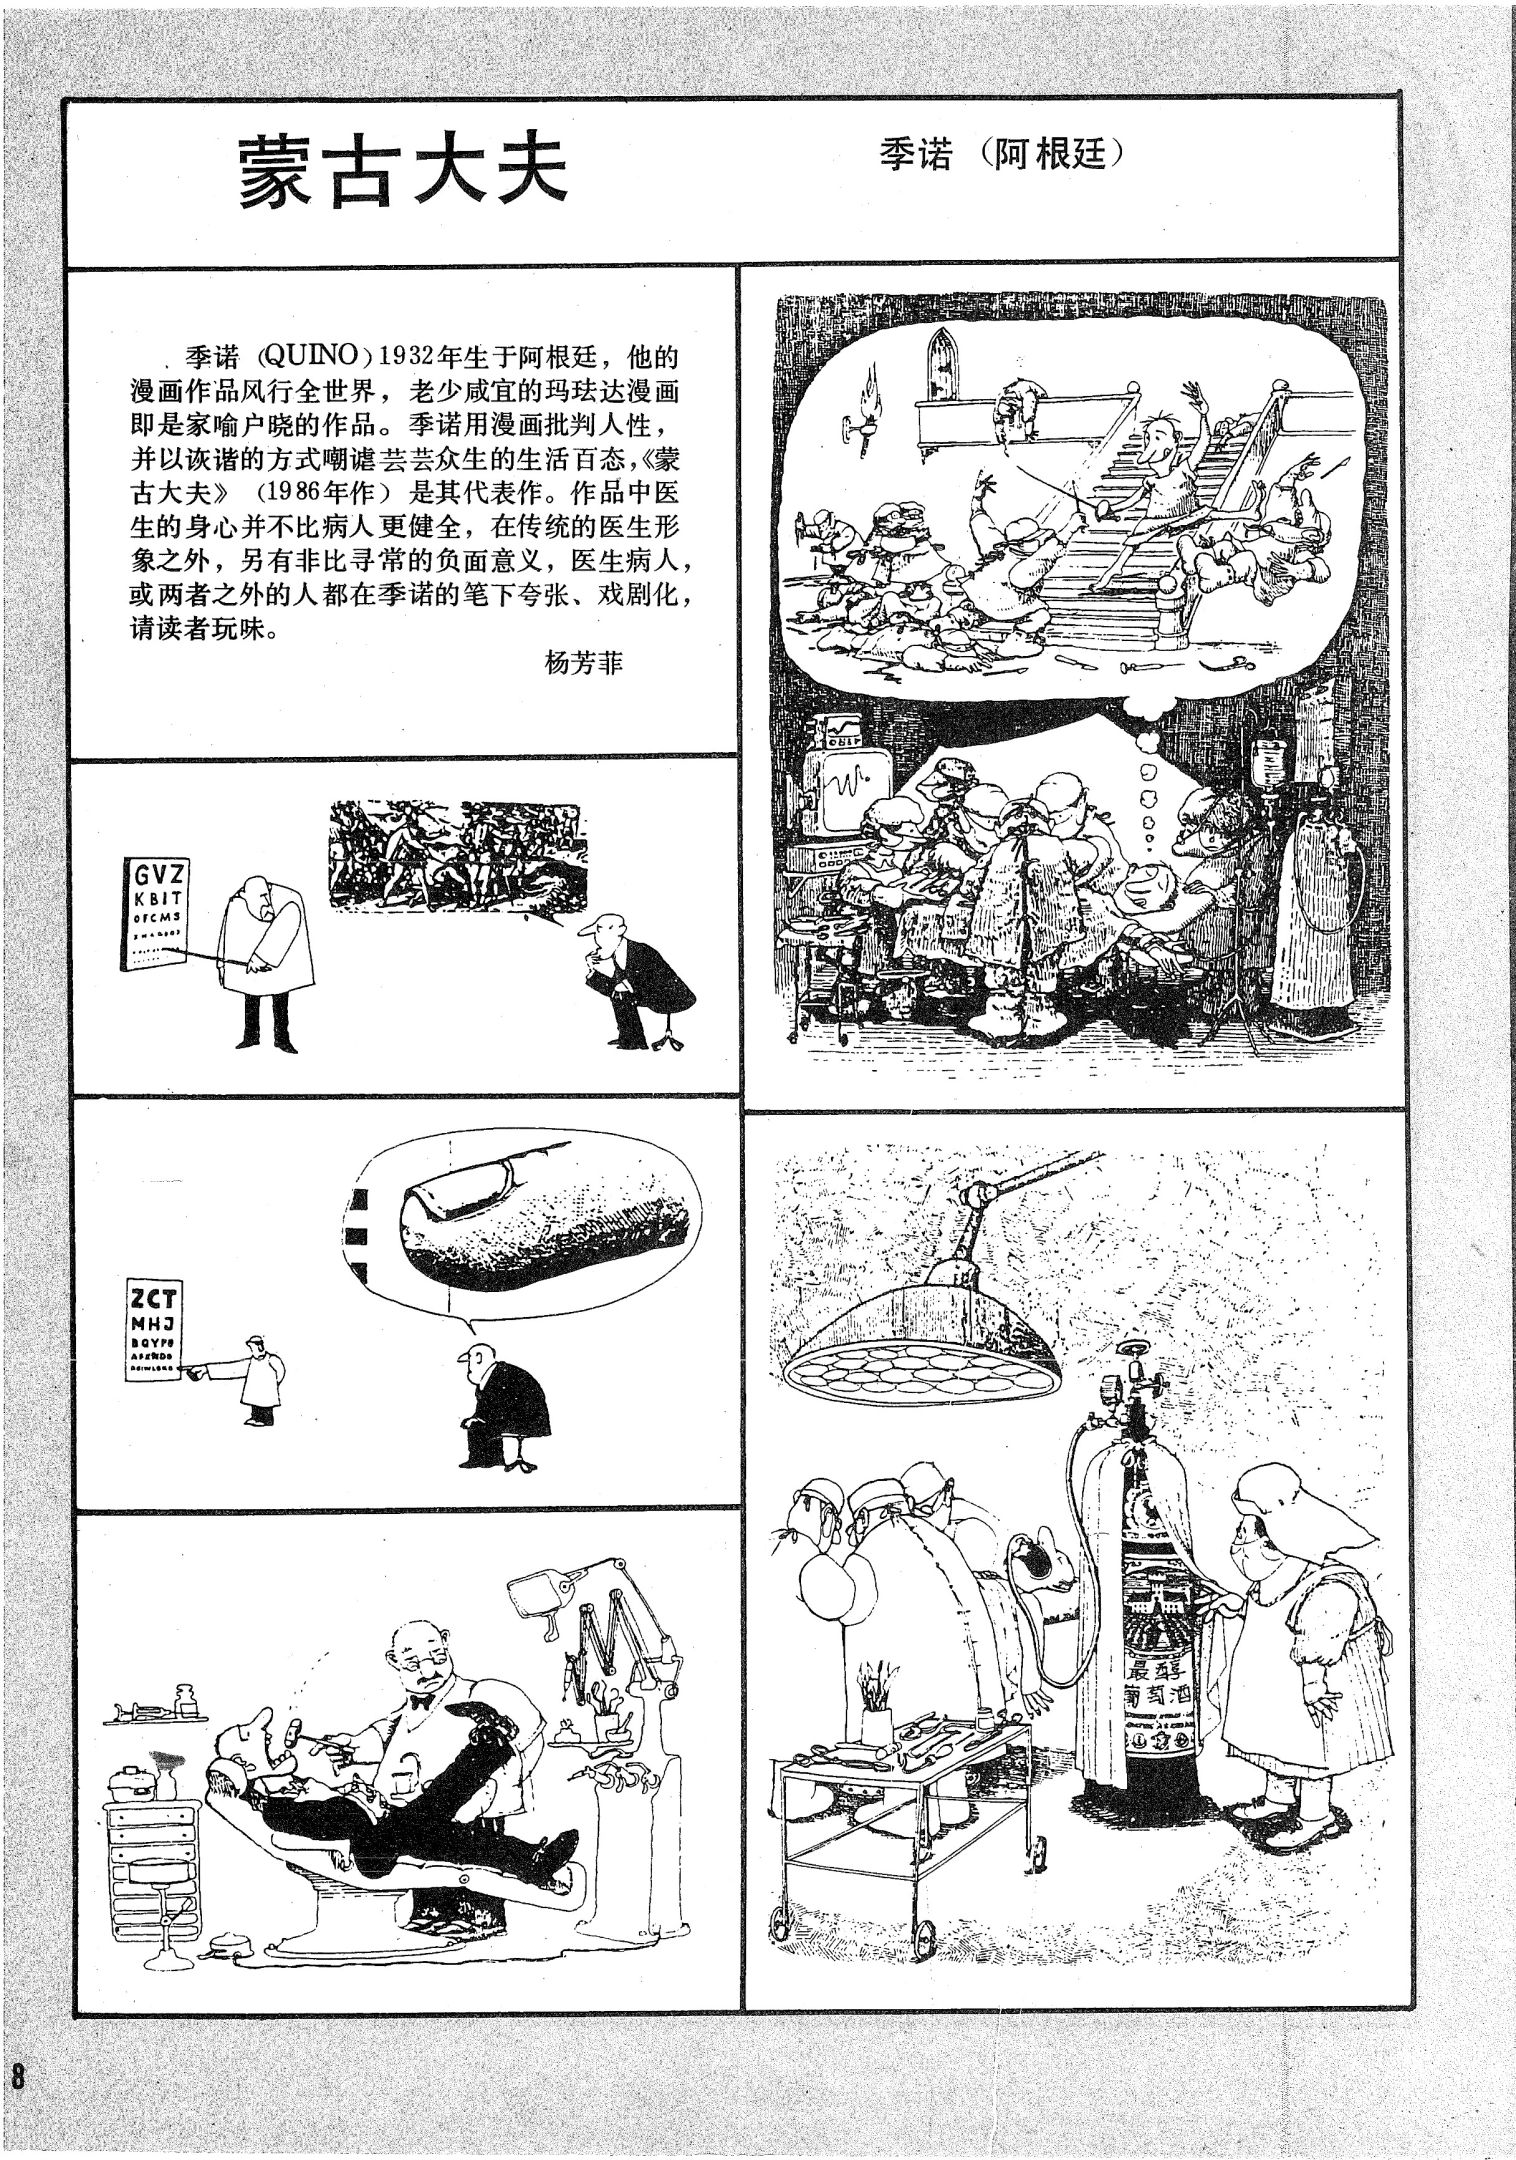 蒙古大夫
季诺（阿根廷）
季诺（QUINO）1932年生于阿根廷，他的
漫画作品风行全世界，老少咸宜的玛珐达漫画
即是家喻户晓的作品。季诺用漫画批判人性，
并以诙谐的方式嘲谑芸芸众生的生活百态，《蒙
古大夫》（1986年作）是其代表作。作品中医
生的身心并不比病人更健全，在传统的医生形
象之外，另有非比寻常的负面意义，医生病人，
或两者之外的人都在季诺的笔下夸张、戏剧化，
请读者玩味。
杨芳菲
GVZ
KBIT
OFCMS
ZCT
MHJ
最醇
葡萄酒
8